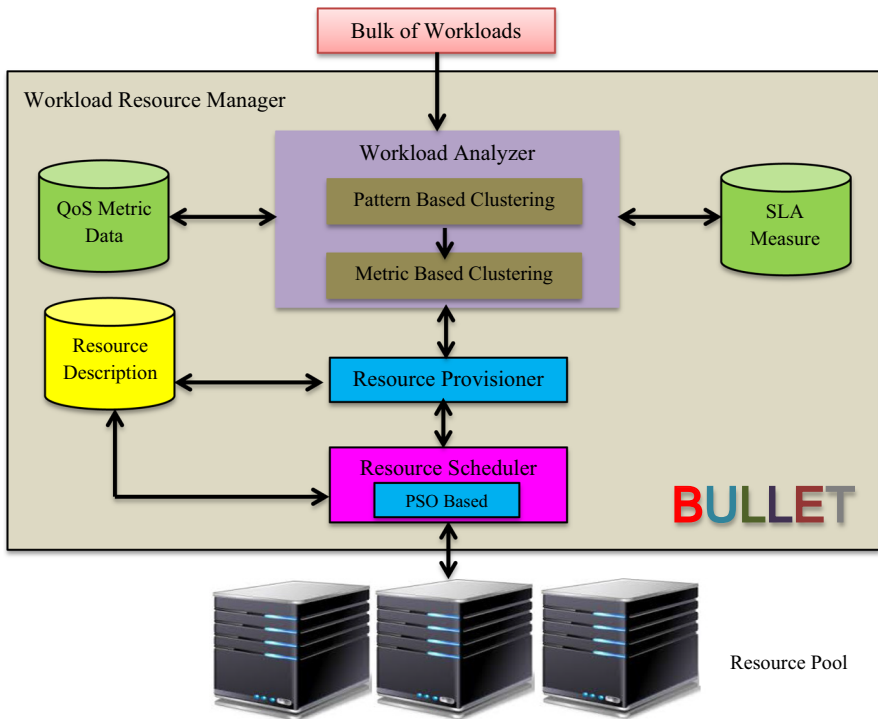 Bulk of Workloads
Workload Resource Manager
Workload Analyzer
Pattern Based Clustering
Metric Based Clustering
QoS Metric
Data
SLA
Measure
Resource
Description
Resource Provisioner
Resource Scheduler
PSO Based
BULLET
Resource Pool